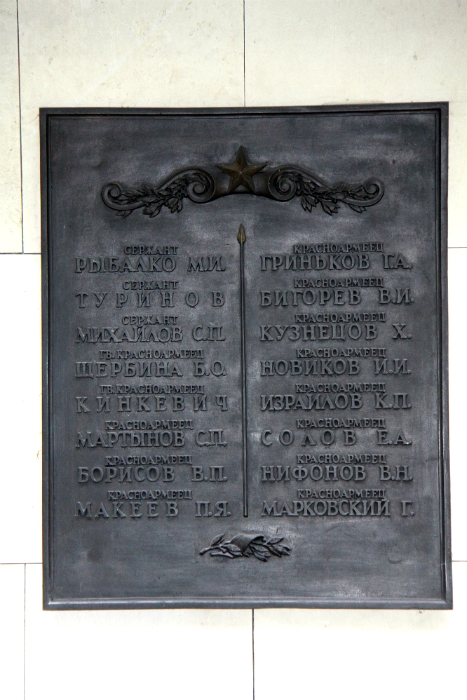 СЕРЖАНТ
РЫБАЛКО М.И.
СЕРЖАНТ
ТУРИНОВ
СЕРЖАНТ
МИХАЙЛОВ С.П.
ГВ. КРАСНОАРМЕЕЦ
ЩЕРБИНА Б.О.
ГВ. КРАСНОАРМЕЕЦ
КИНКЕВИЧ
КРАСНОАРМЕЕЦ
МАРТЫНОВ С.П.
КРАСНОАРМЕЕЦ
БОРИСОВ В.П.
КРАСНОАРМЕЕЦ
МАКЕЕВ П.Я.
КРАСНОАРМЕЕЦ
ГРИНЬКОВ Г.А.
КРАСНОАРМЕЕЦ
БИГОРЕВ В.И.
КРАСНОАРМЕЕЦ
КУЗНЕЦОВ Х.
КРАСНОАРМЕЕЦ
НОВИКОВ И.И.
КРАСНОАРМЕЕЦ
ИЗРАИЛОВ К.П.
КРАСНОАРМЕЕЦ
СОЛОВ Е.А.
КРАСНОАРМЕЕЦ
НИФОНОВ В.Н.
КРАСНОАРМЕЕЦ
МАРКОВСКИЙ Г.